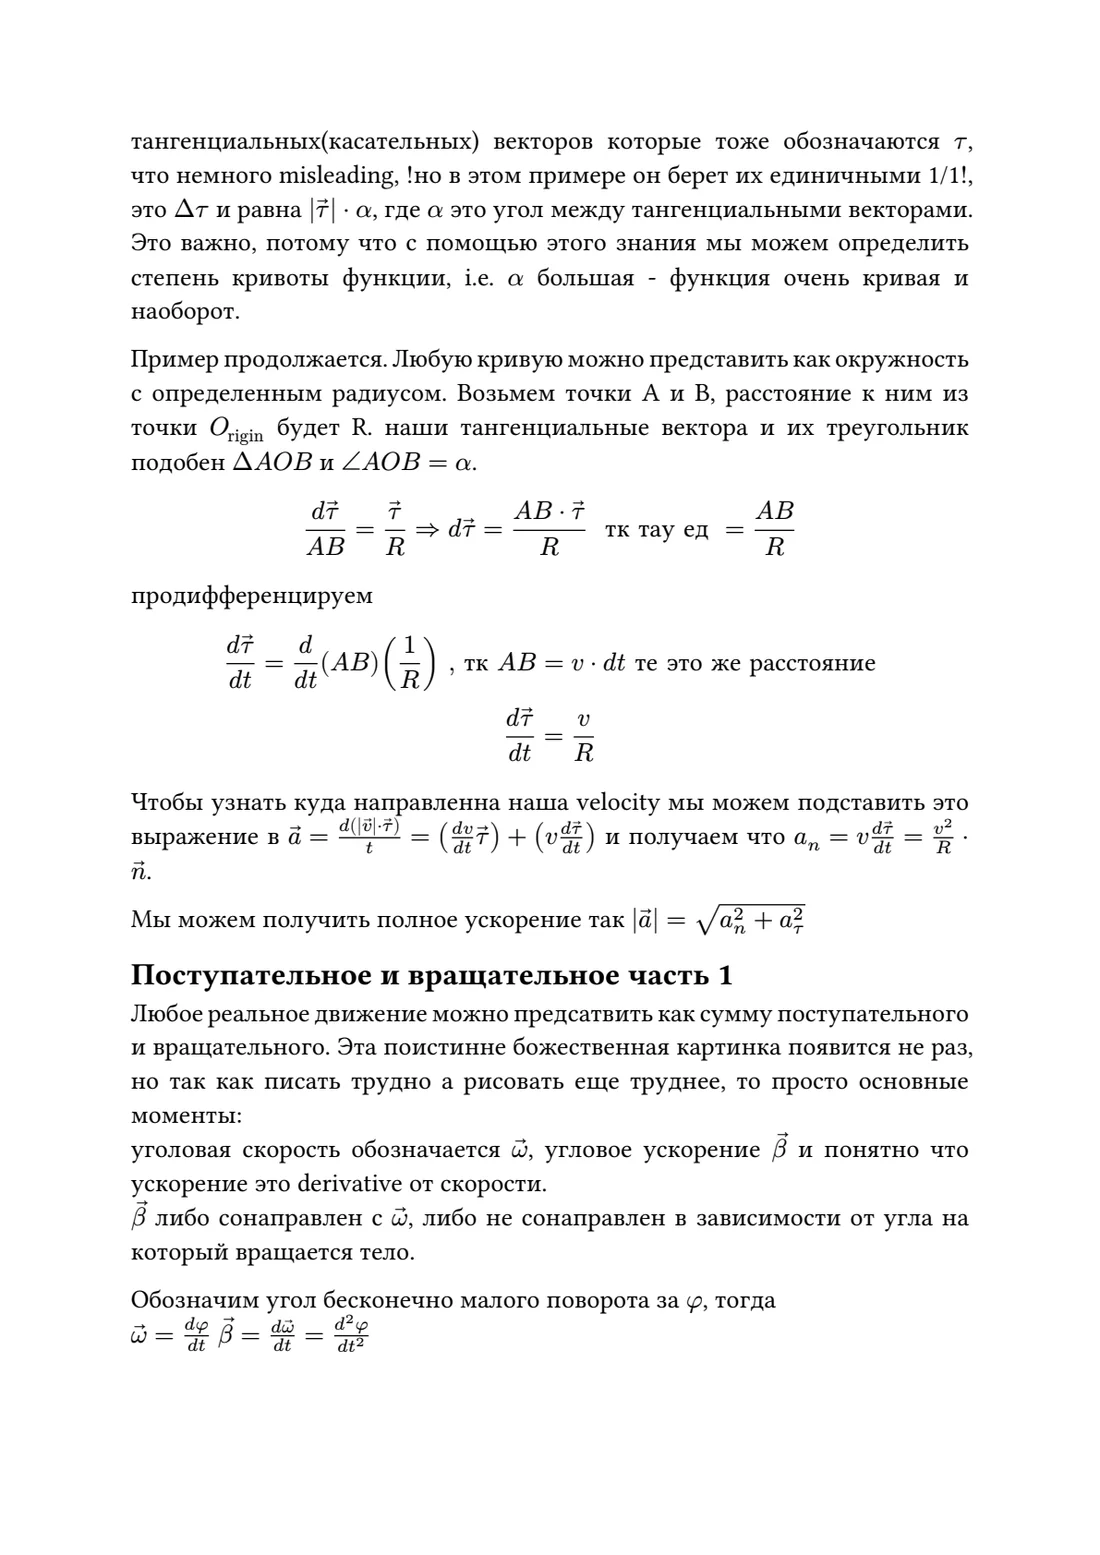 тангенциальных(касательных) векторов которые тоже обозначаются τ,
что немного misleading, !но в этом примере он берет их единичными 1/1!,
это Δτ и равна |τ⃗| · α, где α это угол между тангенциальными векторами.
Это важно, потому что с помощью этого знания мы можем определить
степень кривоты функции, i.e. α большая - функция очень кривая и
наоборот.
Пример продолжается. Любую кривую можно представить как окружность
с определенным радиусом. Возьмем точки A и B, расстояние к ним из
точки O_rigin будет R. наши тангенциальные вектора и их треугольник
подобен ΔAOB и ∠AOB = α.
dτ⃗/AB = τ⃗/R ⇒ dτ⃗ = (AB · τ⃗)/R тк тау ед = AB/R
продифференцируем
dτ⃗/dt = d/dt (AB)(1/R) , тк AB = v · dt те это же расстояние
dτ⃗/dt = v/R
Чтобы узнать куда направленна наша velocity мы можем подставить это
выражение в a⃗ = d(|v⃗|·τ⃗)/t = (dv/dt τ⃗) + (v dτ⃗/dt) и получаем что a_n = v dτ⃗/dt = v²/R ·
n⃗.
Мы можем получить полное ускорение так |a⃗| = √(a_n² + a_τ²)
Поступательное и вращательное часть 1
Любое реальное движение можно предсатвить как сумму поступательного
и вращательного. Эта поистинне божественная картинка появится не раз,
но так как писать трудно а рисовать еще труднее, то просто основные
моменты:
уголовая скорость обозначается ω⃗, угловое ускорение β⃗ и понятно что
ускорение это derivative от скорости.
β⃗ либо сонаправлен с ω⃗, либо не сонаправлен в зависимости от угла на
который вращается тело.
Обозначим угол бесконечно малого поворота за φ, тогда
ω⃗ = dφ/dt β⃗ = dω⃗/dt = d²φ/dt²